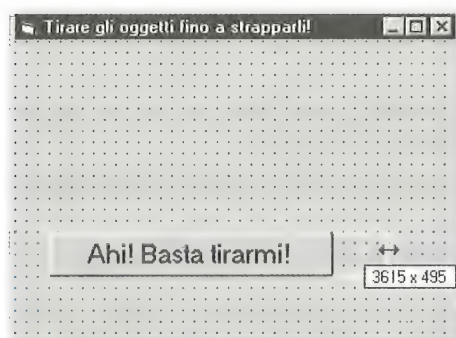 Tirare gli oggetti fino a strapparli!
Ahi! Basta tirarmi!
3615 x 495